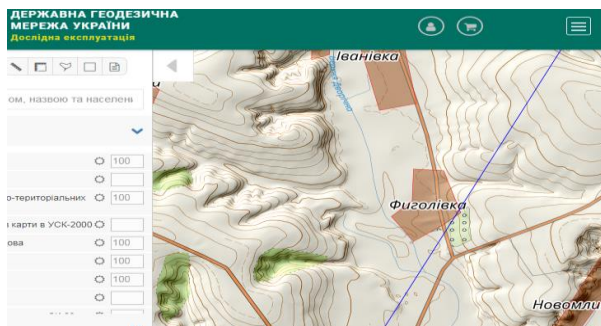 ДЕРЖАВНА ГЕОДЕЗИЧНА
МЕРЕЖА УКРАЇНИ
Дослідна експлуатація
ом, назвою та населені
100
о-територіальних 100
карти в УСК-2000
ова 100
100
100
Іванівка
Фиголівка
Новомли